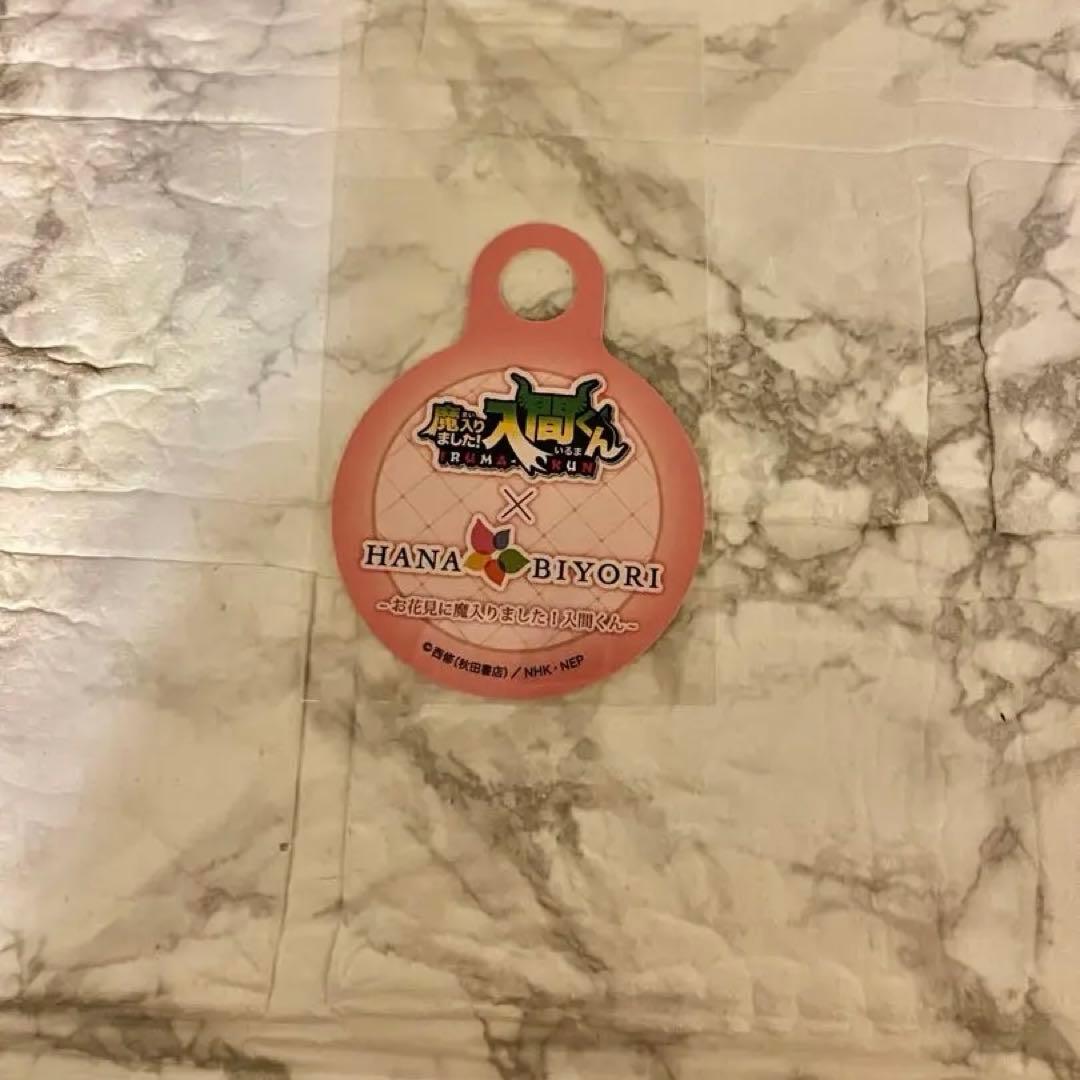 魔入り
ました!
入間くん
まい
いるま
IRUMA-KUN
×
HANA BIYORI
~お花見に魔入りました!入間くん~
©西修(秋田書店)/NHK・NEP